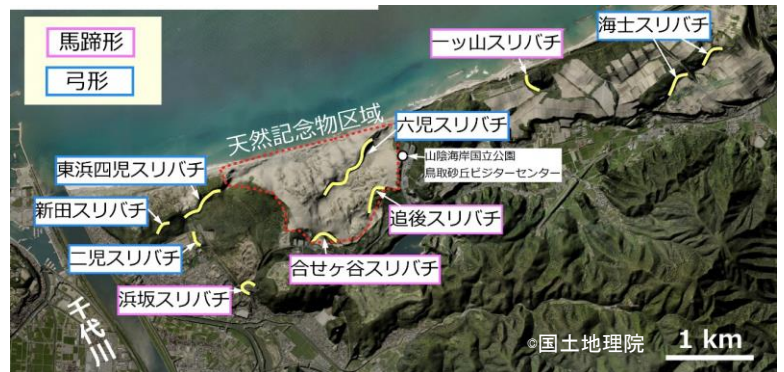 馬蹄形
弓形
一ッ山スリバチ
海士スリバチ
天然記念物区域
六児スリバチ
山陰海岸国立公園
鳥取砂丘ビジターセンター
東浜四児スリバチ
新田スリバチ
追後スリバチ
二児スリバチ
合せヶ谷スリバチ
浜坂スリバチ
千代川
©国土地理院
1 km